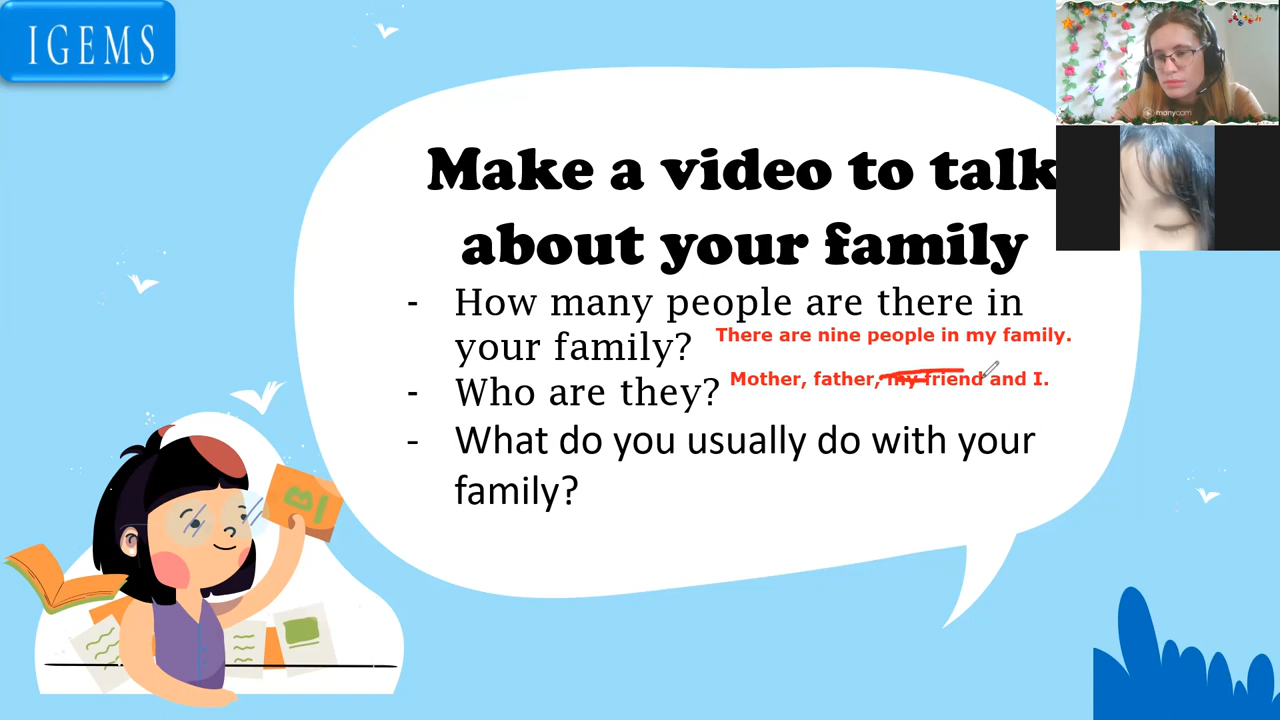 IGEMS
Make a video to talk
about your family
- How many people are there in
your family?
There are nine people in my family.
- Who are they?
Mother, father, my friend and I.
- What do you usually do with your
family?
manycam